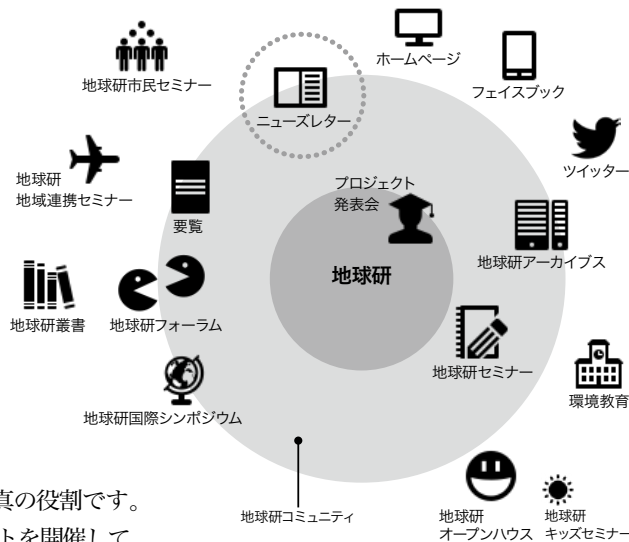 ホームページ
地球研市民セミナー
フェイスブック
ニューズレター
ツイッター
地球研
地域連携セミナー
プロジェクト
発表会
要覧
地球研アーカイブス
地球研
地球研叢書
地球研フォーラム
地球研セミナー
環境教育
地球研国際シンポジウム
真の役割です。
地球研コミュニティ
地球研
オープンハウス
地球研
キッズセミナー
トを開催して